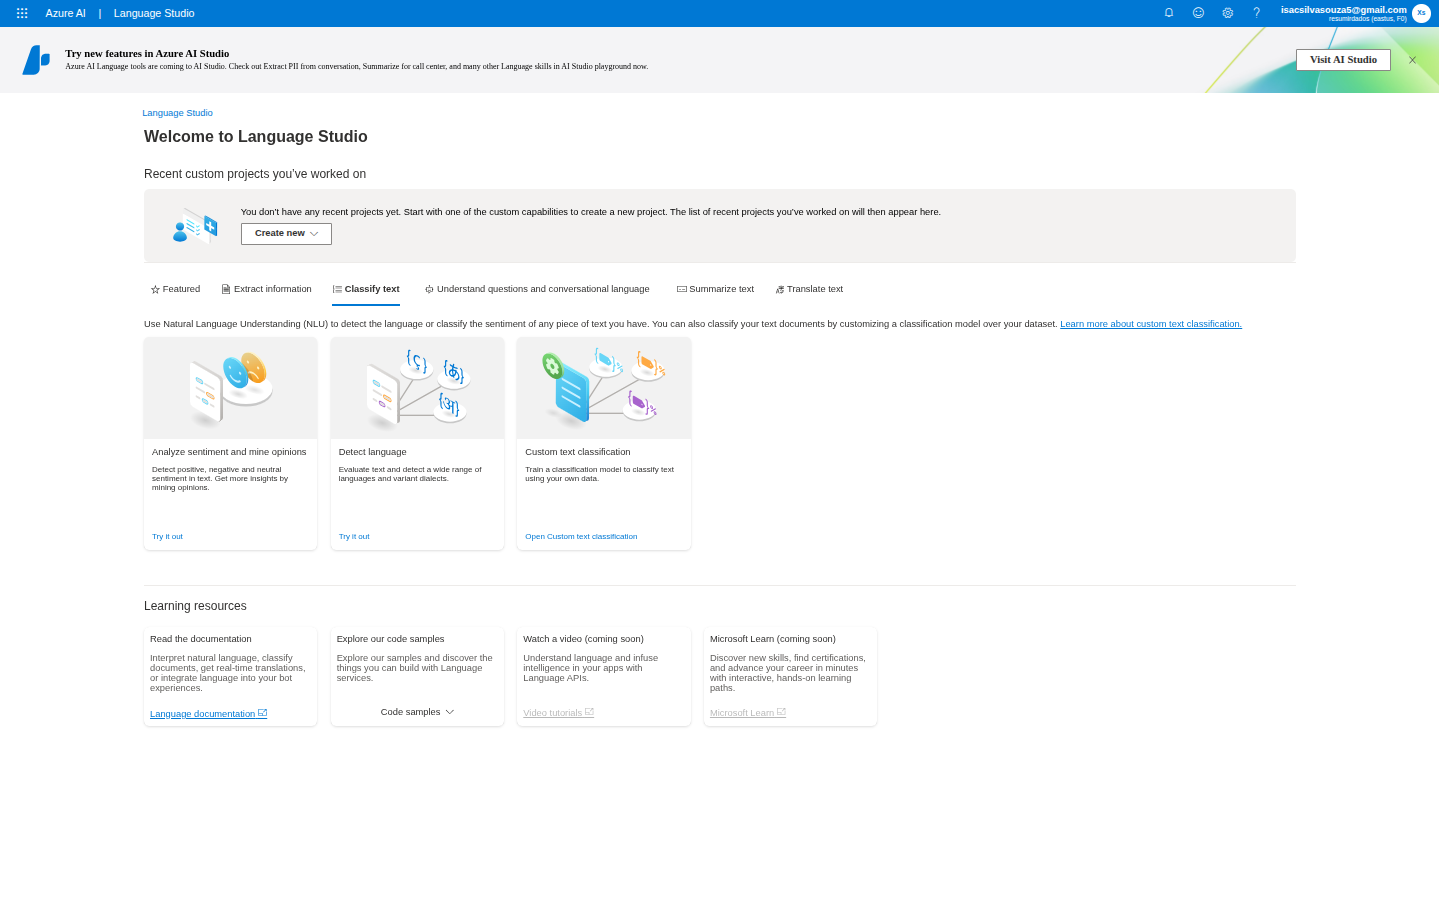 Azure AI | Language Studio
isacsilvasouza5@gmail.com
resumirdados (eastus, F0)
Xs
Try new features in Azure AI Studio
Azure AI Language tools are coming to AI Studio. Check out Extract PII from conversation, Summarize for call center, and many other Language skills in AI Studio playground now.
Visit AI Studio
Language Studio
Welcome to Language Studio
Recent custom projects you've worked on
You don't have any recent projects yet. Start with one of the custom capabilities to create a new project. The list of recent projects you've worked on will then appear here.
Create new
Featured
Extract information
Classify text
Understand questions and conversational language
Summarize text
Translate text
Use Natural Language Understanding (NLU) to detect the language or classify the sentiment of any piece of text you have. You can also classify your text documents by customizing a classification model over your dataset. Learn more about custom text classification.
Analyze sentiment and mine opinions
Detect positive, negative and neutral
sentiment in text. Get more insights by
mining opinions.
Try it out
Detect language
Evaluate text and detect a wide range of
languages and variant dialects.
Try it out
Custom text classification
Train a classification model to classify text
using your own data.
Open Custom text classification
Learning resources
Read the documentation
Interpret natural language, classify
documents, get real-time translations,
or integrate language into your bot
experiences.
Language documentation
Explore our code samples
Explore our samples and discover the
things you can build with Language
services.
Code samples
Watch a video (coming soon)
Understand language and infuse
intelligence in your apps with
Language APIs.
Video tutorials
Microsoft Learn (coming soon)
Discover new skills, find certifications,
and advance your career in minutes
with interactive, hands-on learning
paths.
Microsoft Learn